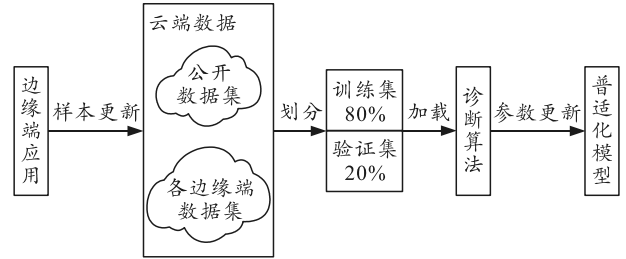 边缘端应用
样本更新
云端数据
公开
数据集
各边缘端
数据集
划分
训练集
80%
验证集
20%
加载
诊断算法
参数更新
普适化模型